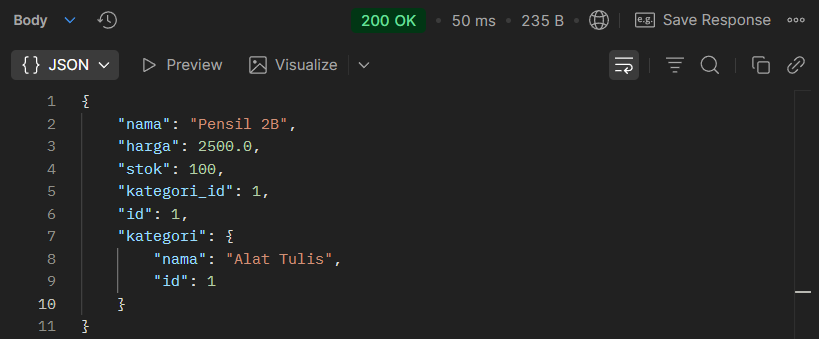 Body 200 OK • 50 ms • 235 B • e.g. Save Response
{} JSON Preview Visualize
1 {
2     "nama": "Pensil 2B",
3     "harga": 2500.0,
4     "stok": 100,
5     "kategori_id": 1,
6     "id": 1,
7     "kategori": {
8         "nama": "Alat Tulis",
9         "id": 1
10     }
11 }